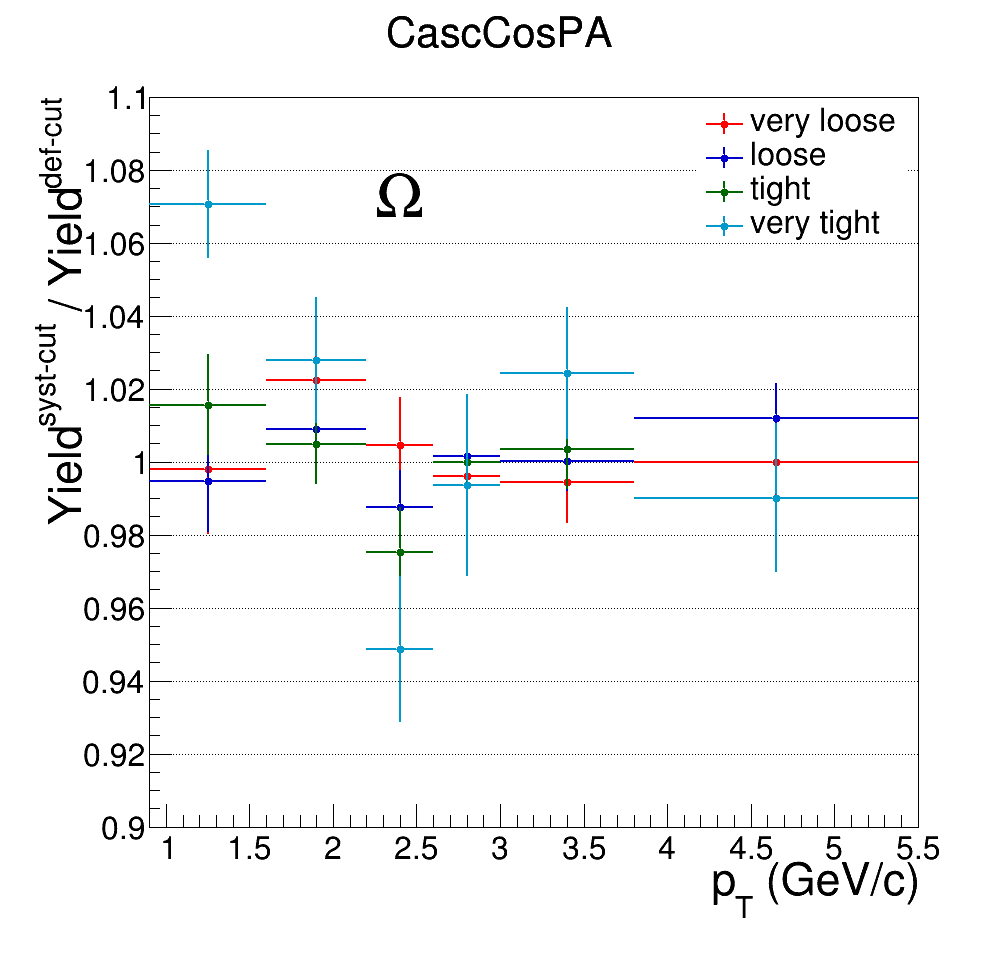 CascCosPA
Yield^syst-cut / Yield^def-cut
1.1
1.08
1.06
1.04
1.02
1
0.98
0.96
0.94
0.92
0.9
Ω
very loose
loose
tight
very tight
1 1.5 2 2.5 3 3.5 4 4.5 5 5.5
p_T (GeV/c)